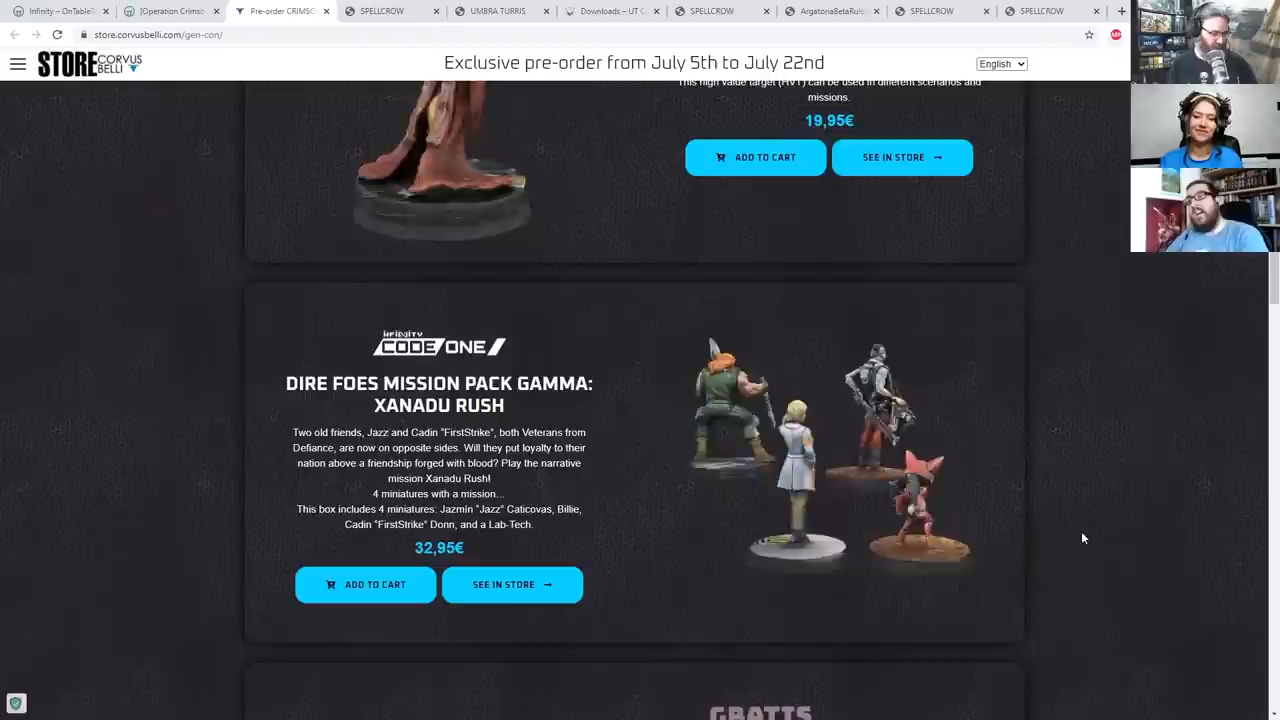 Infinity – OnTableT
[Operation Crimso
Pre-order CRIMSO
SPELLCROW
UMBRA TURRIS
Downloads – UT C
SPELLCROW
ArgatoriaBetaRule
SPELLCROW
SPELLCROW
store.corvusbelli.com/gen-con/
STORE CORVUS BELLI
Exclusive pre-order from July 5th to July 22nd
English
This high value target (HVT) can be used in different scenarios and
missions.
19,95€
ADD TO CART
SEE IN STORE →
INFINITY
CODE ONE
DIRE FOES MISSION PACK GAMMA:
XANADU RUSH
Two old friends, Jazz and Cadin "FirstStrike", both Veterans from
Defiance, are now on opposite sides. Will they put loyalty to their
nation above a friendship forged with blood? Play the narrative
mission Xanadu Rush!
4 miniatures with a mission...
This box includes 4 miniatures: Jazmín "Jazz" Caticovas, Billie,
Cadin "FirstStrike" Donn, and a Lab-Tech.
32,95€
ADD TO CART
SEE IN STORE →
GBATTS